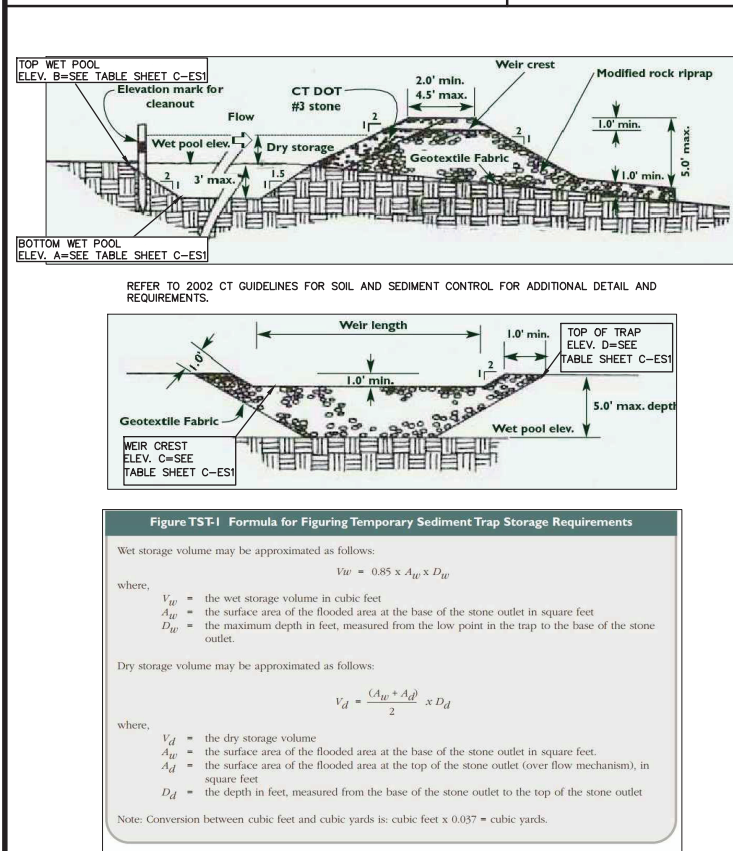 TOP WET POOL
ELEV. B=SEE TABLE SHEET C-ES1
Elevation mark for
cleanout
Flow
CT DOT
#3 stone
2.0' min.
4.5' max.
Weir crest
Modified rock riprap
1 2
2 1
1.0' min.
5.0' max.
Wet pool elev.
Dry storage
Geotextile Fabric
2 1
3' max.
1 1.5
1.0' min.
BOTTOM WET POOL
ELEV. A=SEE TABLE SHEET C-ES1
REFER TO 2002 CT GUIDELINES FOR SOIL AND SEDIMENT CONTROL FOR ADDITIONAL DETAIL AND
REQUIREMENTS.
Weir length
1.0' min.
TOP OF TRAP
ELEV. D=SEE
TABLE SHEET C-ES1
1.0'
1.0' min.
1 2
5.0' max. depth
Geotextile Fabric
Wet pool elev.
WEIR CREST
ELEV. C=SEE
TABLE SHEET C-ES1
Figure TST-1 Formula for Figuring Temporary Sediment Trap Storage Requirements
Wet storage volume may be approximated as follows:
Vw = 0.85 x Aw x Dw
where,
Vw = the wet storage volume in cubic feet
Aw = the surface area of the flooded area at the base of the stone outlet in square feet
Dw = the maximum depth in feet, measured from the low point in the trap to the base of the stone
outlet.
Dry storage volume may be approximated as follows:
Vd = (Aw + Ad) / 2 x Dd
where,
Vd = the dry storage volume
Aw = the surface area of the flooded area at the base of the stone outlet in square feet.
Ad = the surface area of the flooded area at the top of the stone outlet (over flow mechanism), in
square feet
Dd = the depth in feet, measured from the base of the stone outlet to the top of the stone outlet
Note: Conversion between cubic feet and cubic yards is: cubic feet x 0.037 = cubic yards.